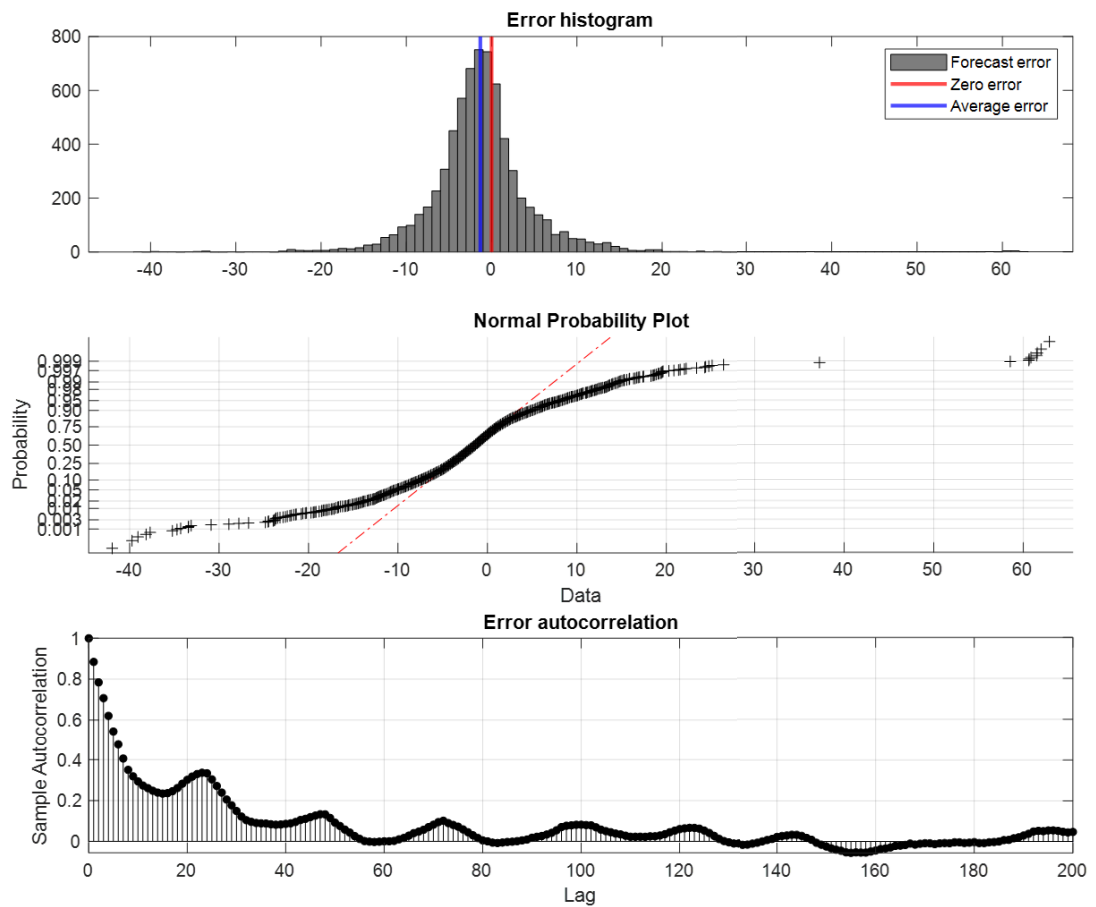 Error histogram
800
600
400
200
0
-40 -30 -20 -10 0 10 20 30 40 50 60
Forecast error
Zero error
Average error
Normal Probability Plot
Probability
0.999
0.997
0.99
0.98
0.95
0.90
0.75
0.50
0.25
0.10
0.05
0.02
0.01
0.003
0.001
-40 -30 -20 -10 0 10 20 30 40 50 60
Data
Error autocorrelation
Sample Autocorrelation
1
0.8
0.6
0.4
0.2
0
0 20 40 60 80 100 120 140 160 180 200
Lag